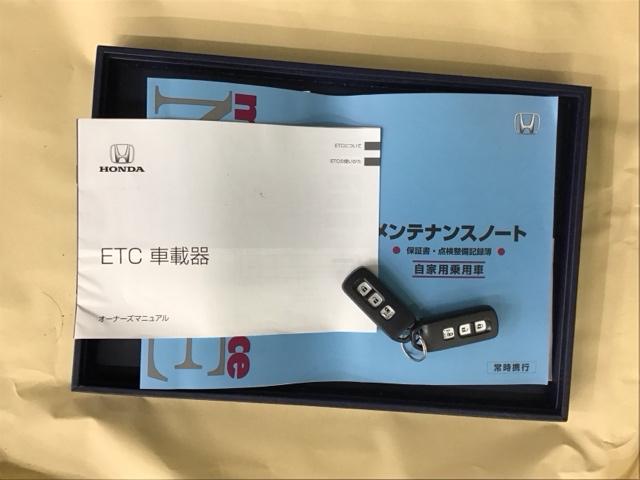 HONDA
ETCについて
ETCの使いかた
ETC 車載器
オーナーズマニュアル
メンテナンスノート
保証書・点検整備記録簿
自家用乗用車
常時携行